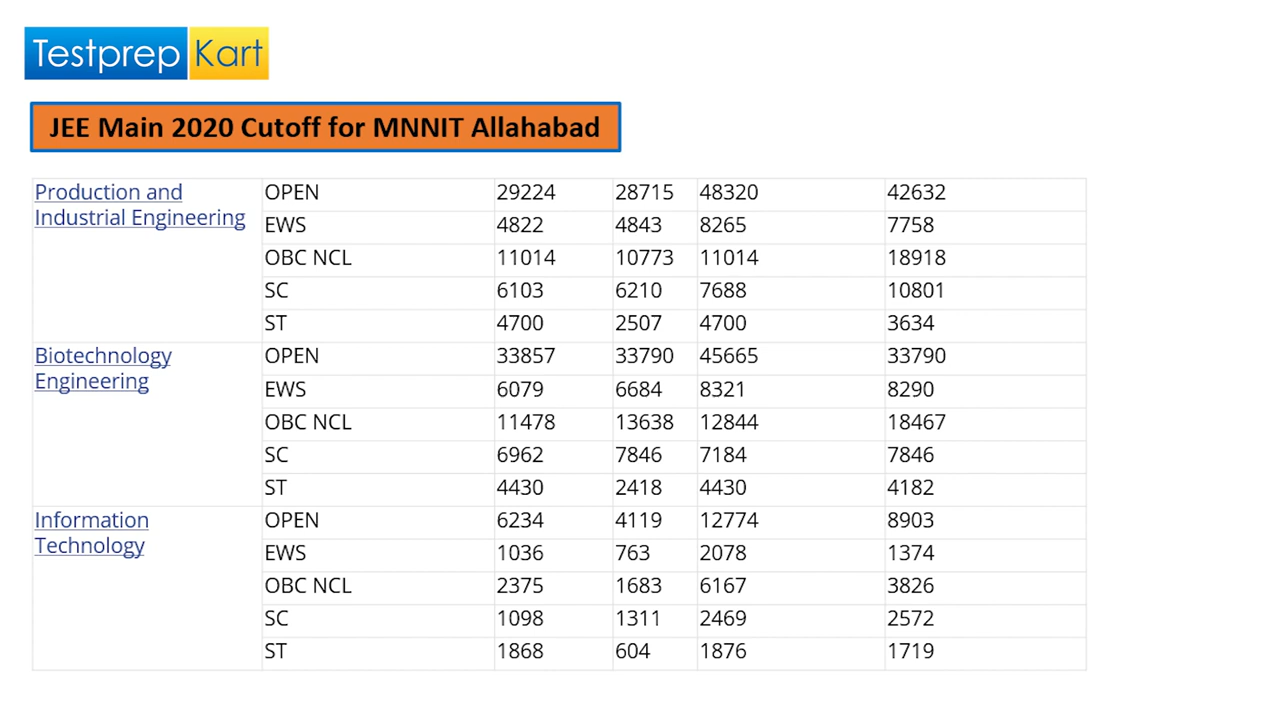 Testprep Kart
JEE Main 2020 Cutoff for MNNIT Allahabad
Production and Industrial Engineering OPEN 29224 28715 48320 42632
EWS 4822 4843 8265 7758
OBC NCL 11014 10773 11014 18918
SC 6103 6210 7688 10801
ST 4700 2507 4700 3634
Biotechnology Engineering OPEN 33857 33790 45665 33790
EWS 6079 6684 8321 8290
OBC NCL 11478 13638 12844 18467
SC 6962 7846 7184 7846
ST 4430 2418 4430 4182
Information Technology OPEN 6234 4119 12774 8903
EWS 1036 763 2078 1374
OBC NCL 2375 1683 6167 3826
SC 1098 1311 2469 2572
ST 1868 604 1876 1719